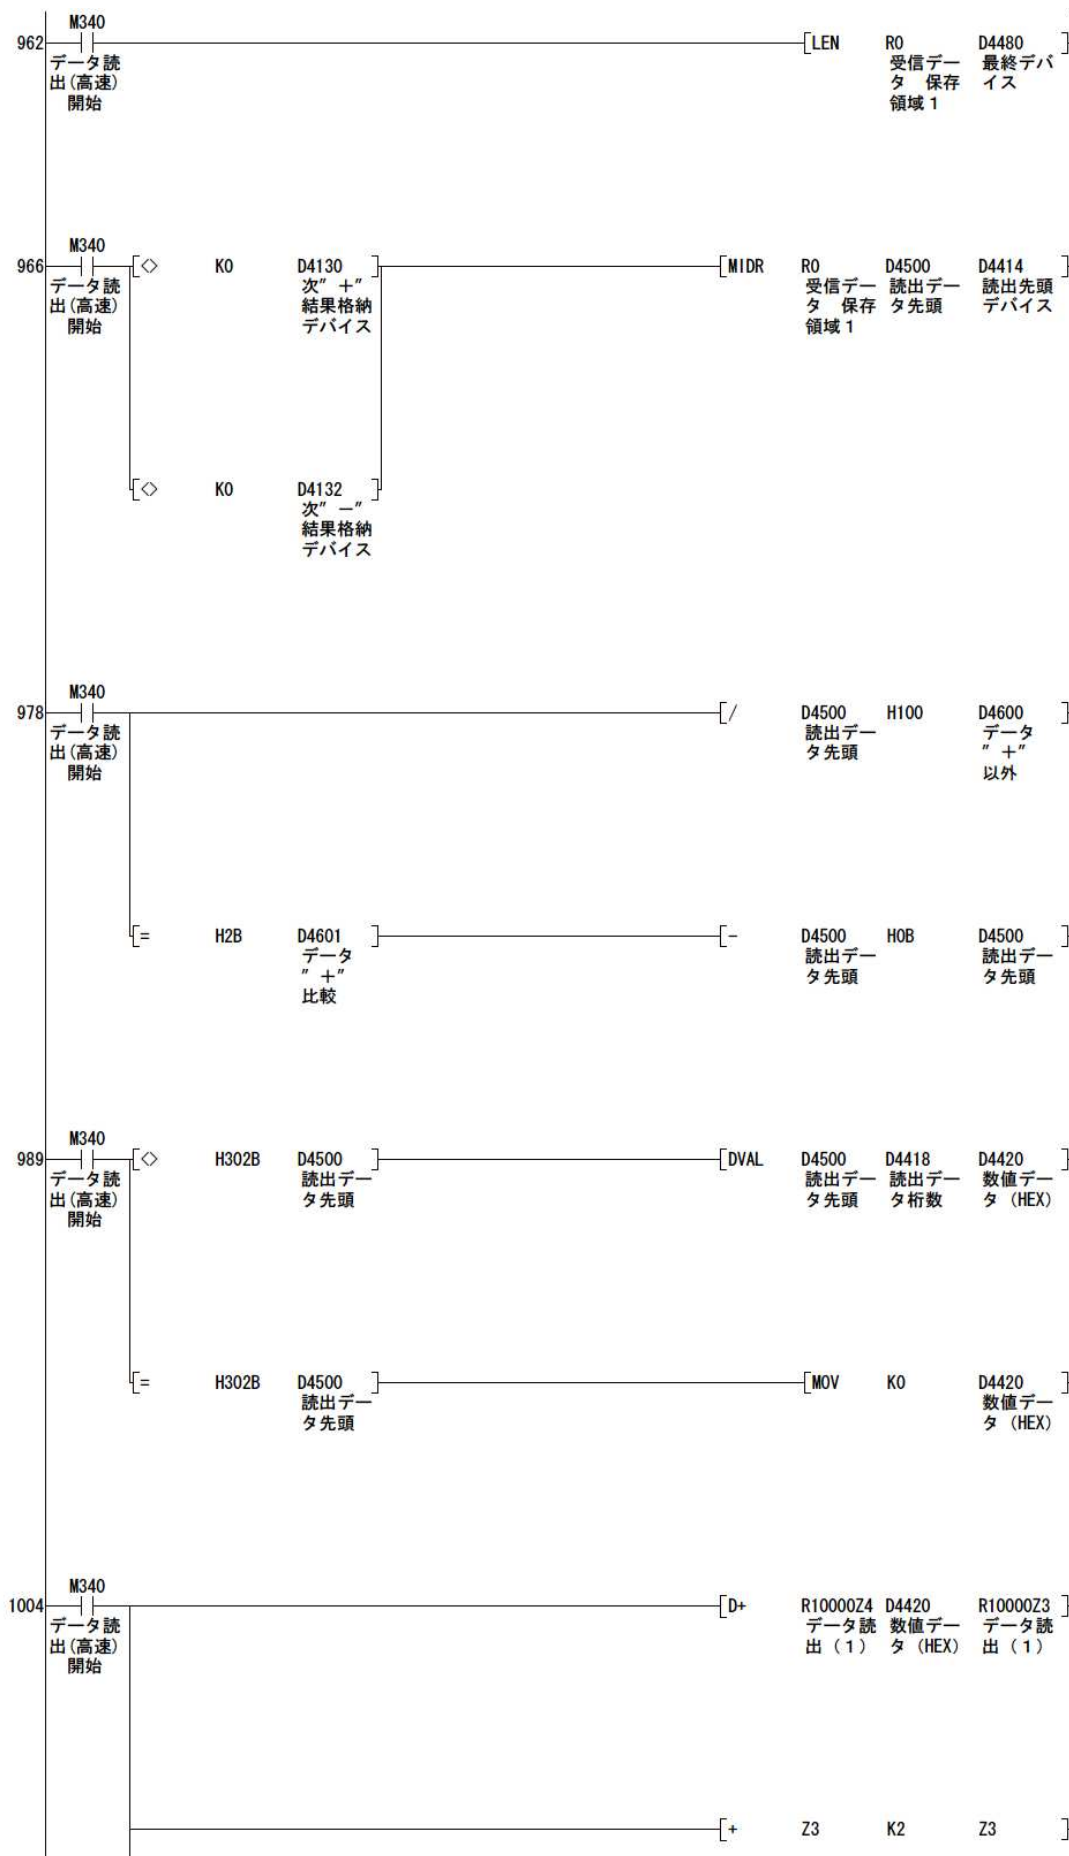 M340
962 [LEN R0 D4480 ]
データ読 受信デー 最終デバ
出(高速) タ 保存 イス
開始 領域1
M340
966 [<> K0 D4130 ] [MIDR R0 D4500 D4414 ]
データ読 次"+" 受信デー 読出デー 読出先頭
出(高速) 結果格納 タ 保存 タ先頭 デバイス
開始 デバイス 領域1
[<> K0 D4132 ]
次"-"
結果格納
デバイス
M340
978 [/ D4500 H100 D4600 ]
データ読 読出デー データ
出(高速) タ先頭 "+"
開始 以外
[= H2B D4601 ] [- D4500 H0B D4500 ]
データ 読出デー 読出デー
"+" タ先頭 タ先頭
比較
M340
989 [<> H302B D4500 ] [DVAL D4500 D4418 D4420 ]
データ読 読出デー 読出デー 読出デー 数値デー
出(高速) タ先頭 タ先頭 タ桁数 タ(HEX)
開始
[= H302B D4500 ] [MOV K0 D4420 ]
読出デー 数値デー
タ先頭 タ(HEX)
M340
1004 [D+ R10000Z4 D4420 R10000Z3 ]
データ読 データ読 数値デー データ読
出(高速) 出(1) タ(HEX) 出(1)
開始
[+ Z3 K2 Z3 ]